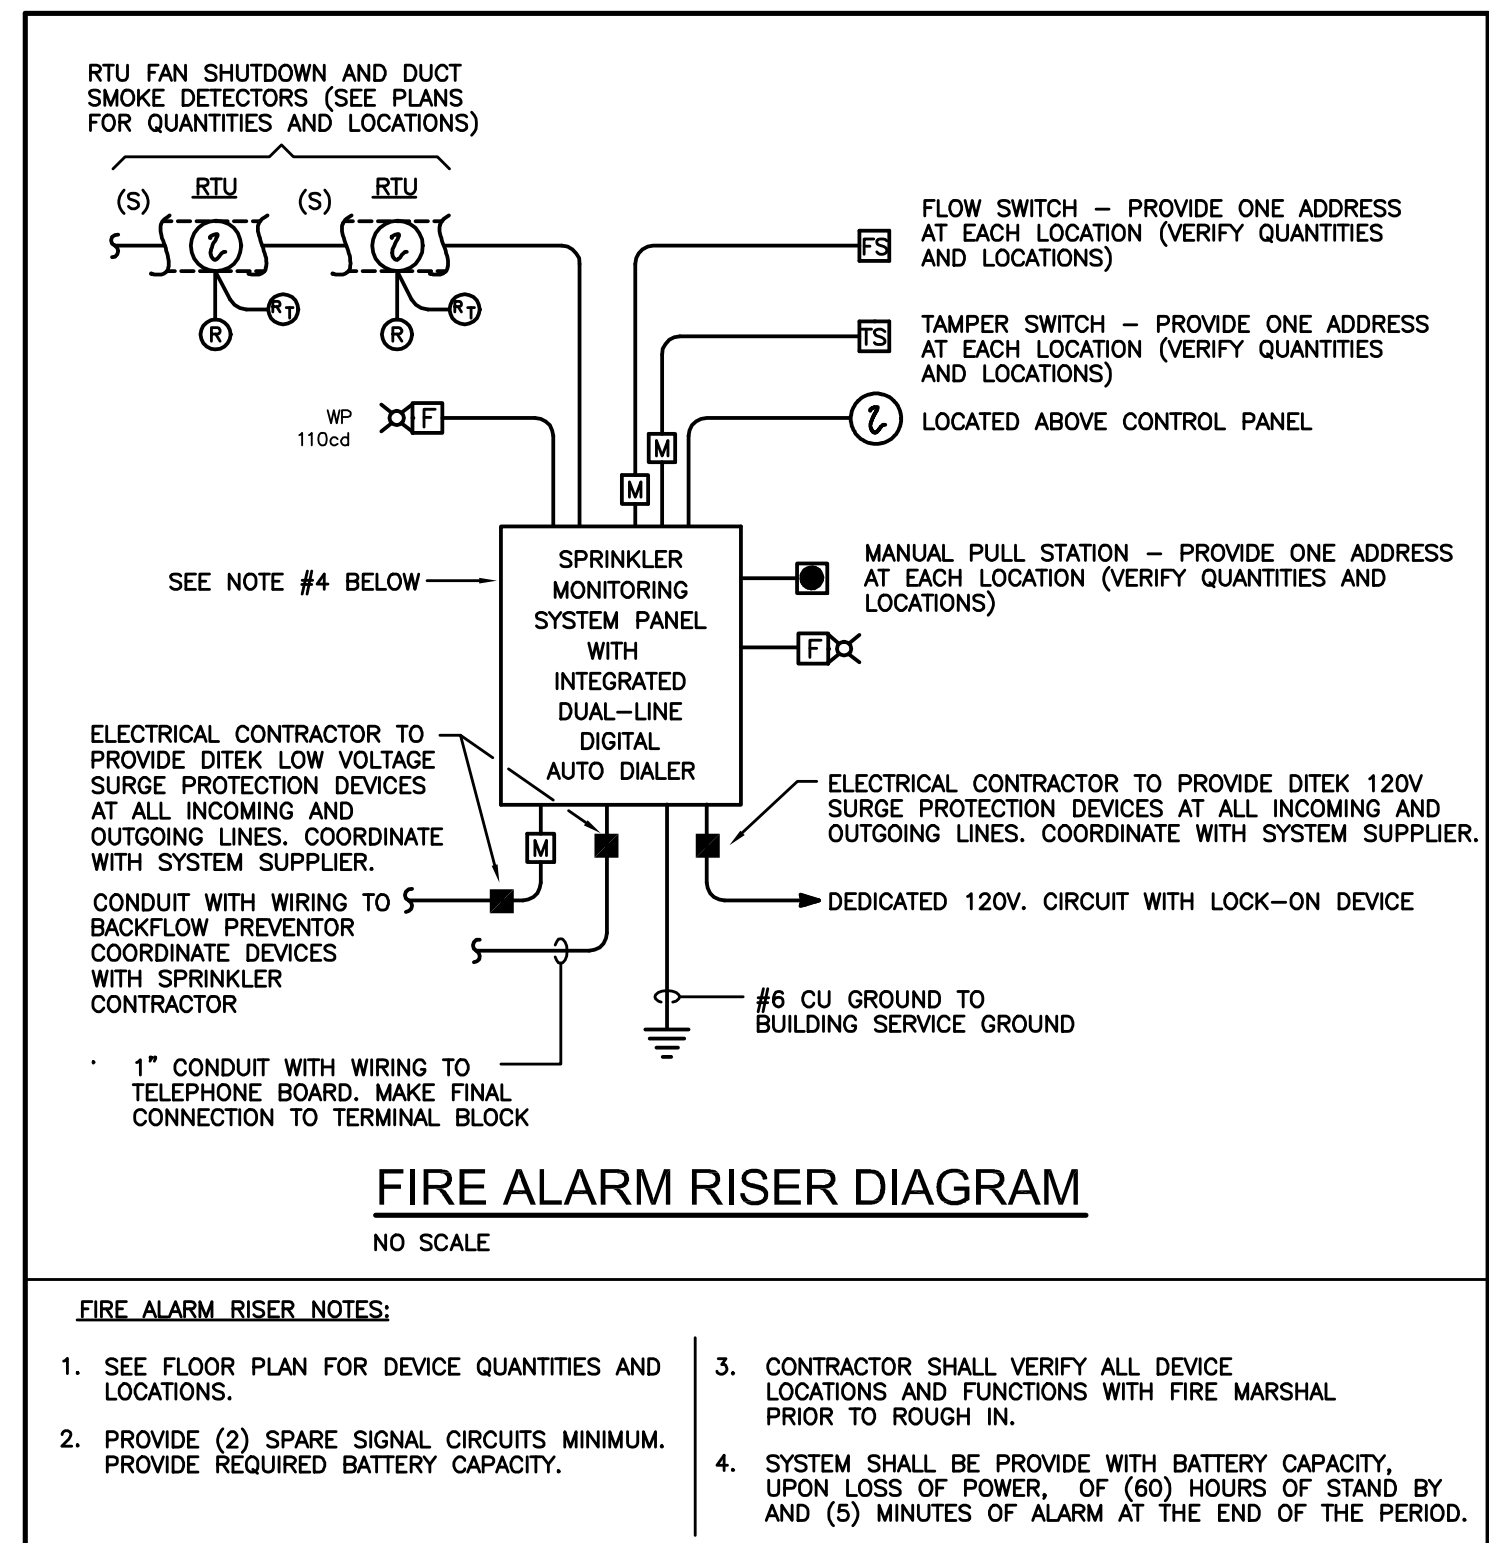 RTU FAN SHUTDOWN AND DUCT
SMOKE DETECTORS (SEE PLANS
FOR QUANTITIES AND LOCATIONS)
(S) RTU (S) RTU
R RT R RT
FS
FLOW SWITCH – PROVIDE ONE ADDRESS
AT EACH LOCATION (VERIFY QUANTITIES
AND LOCATIONS)
TS
TAMPER SWITCH – PROVIDE ONE ADDRESS
AT EACH LOCATION (VERIFY QUANTITIES
AND LOCATIONS)
WP
110cd
F
LOCATED ABOVE CONTROL PANEL
M
M
SEE NOTE #4 BELOW
SPRINKLER
MONITORING
SYSTEM PANEL
WITH
INTEGRATED
DUAL–LINE
DIGITAL
AUTO DIALER
MANUAL PULL STATION – PROVIDE ONE ADDRESS
AT EACH LOCATION (VERIFY QUANTITIES AND
LOCATIONS)
F
ELECTRICAL CONTRACTOR TO
PROVIDE DITEK LOW VOLTAGE
SURGE PROTECTION DEVICES
AT ALL INCOMING AND
OUTGOING LINES. COORDINATE
WITH SYSTEM SUPPLIER.
M
ELECTRICAL CONTRACTOR TO PROVIDE DITEK 120V
SURGE PROTECTION DEVICES AT ALL INCOMING AND
OUTGOING LINES. COORDINATE WITH SYSTEM SUPPLIER.
CONDUIT WITH WIRING TO
BACKFLOW PREVENTOR
COORDINATE DEVICES
WITH SPRINKLER
CONTRACTOR
DEDICATED 120V. CIRCUIT WITH LOCK–ON DEVICE
#6 CU GROUND TO
BUILDING SERVICE GROUND
1" CONDUIT WITH WIRING TO
TELEPHONE BOARD. MAKE FINAL
CONNECTION TO TERMINAL BLOCK
FIRE ALARM RISER DIAGRAM
NO SCALE
FIRE ALARM RISER NOTES:
1. SEE FLOOR PLAN FOR DEVICE QUANTITIES AND
LOCATIONS.
2. PROVIDE (2) SPARE SIGNAL CIRCUITS MINIMUM.
PROVIDE REQUIRED BATTERY CAPACITY.
3. CONTRACTOR SHALL VERIFY ALL DEVICE
LOCATIONS AND FUNCTIONS WITH FIRE MARSHAL
PRIOR TO ROUGH IN.
4. SYSTEM SHALL BE PROVIDE WITH BATTERY CAPACITY,
UPON LOSS OF POWER, OF (60) HOURS OF STAND BY
AND (5) MINUTES OF ALARM AT THE END OF THE PERIOD.